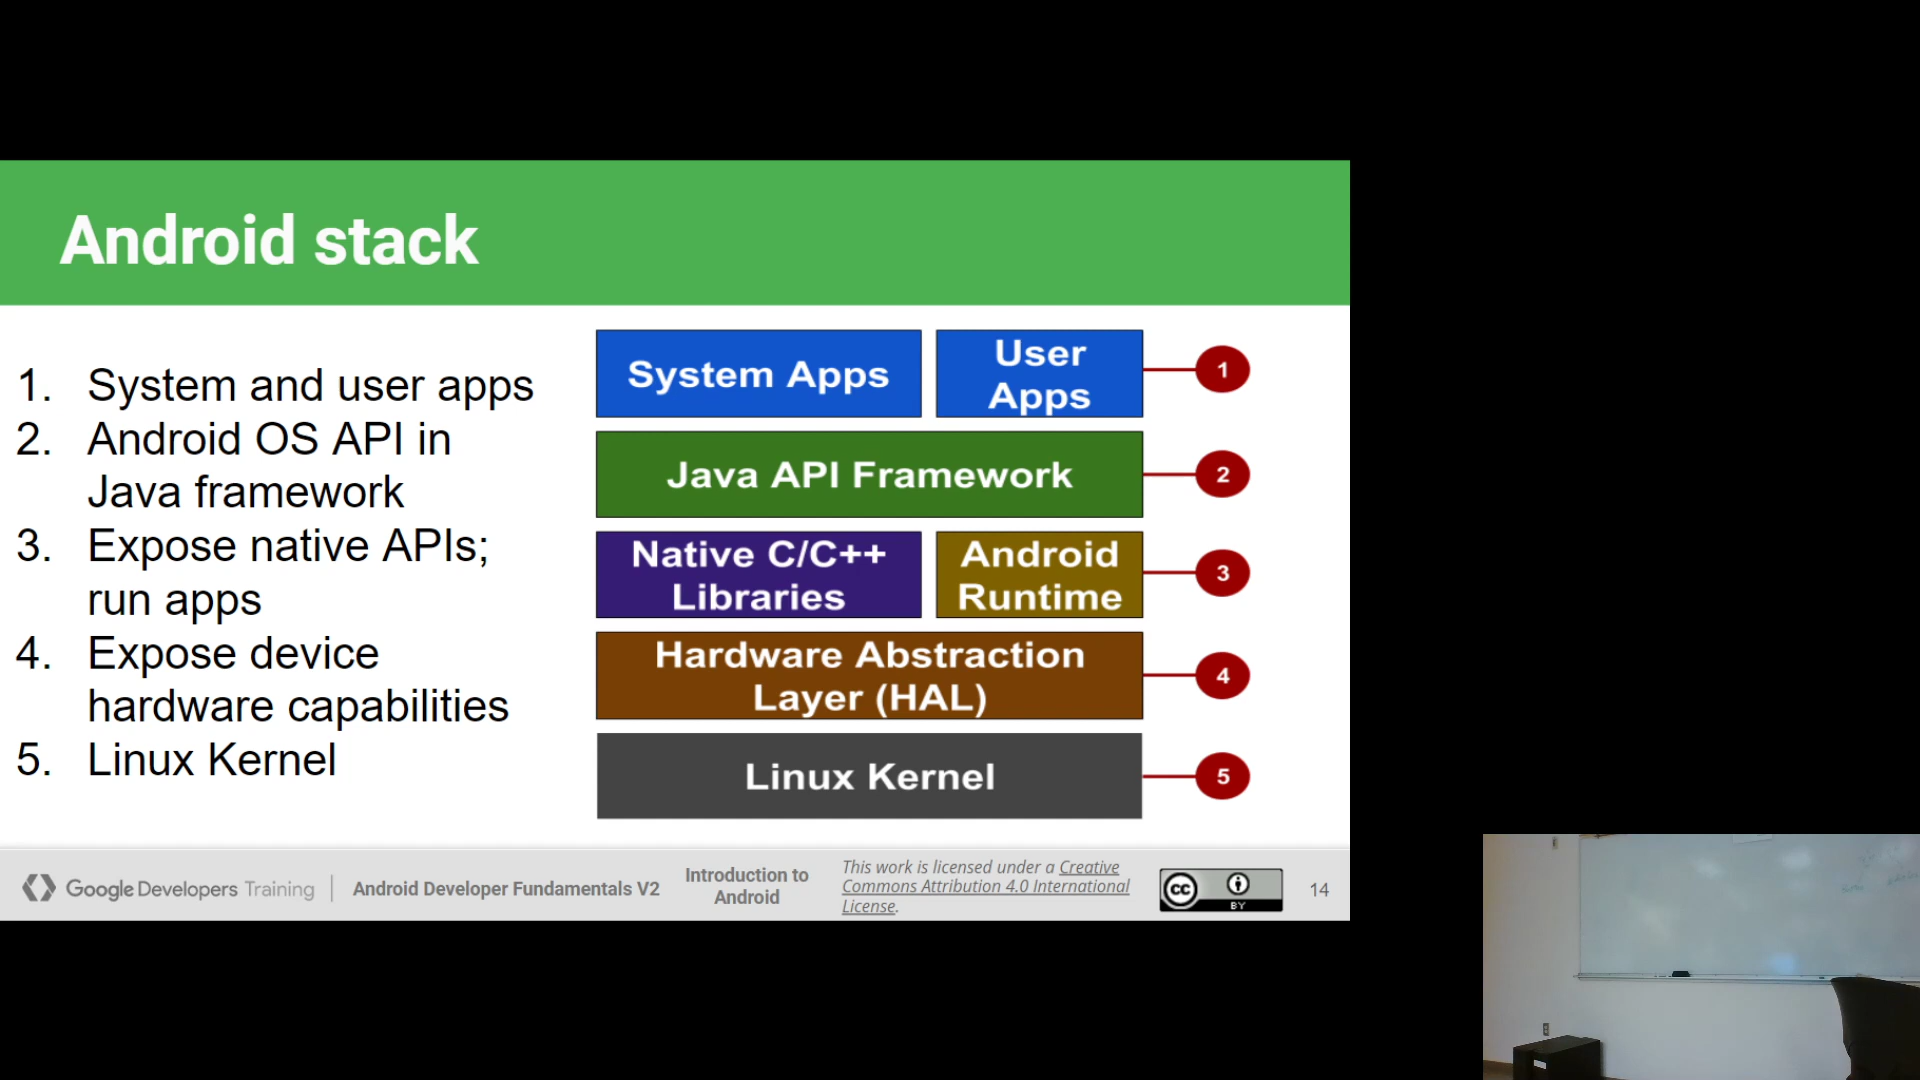 Android stack
1. System and user apps
2. Android OS API in
Java framework
3. Expose native APIs;
run apps
4. Expose device
hardware capabilities
5. Linux Kernel
System Apps
User
Apps
1
Java API Framework
2
Native C/C++
Libraries
Android
Runtime
3
Hardware Abstraction
Layer (HAL)
4
Linux Kernel
5
Google Developers Training
Android Developer Fundamentals V2
Introduction to
Android
This work is licensed under a Creative
Commons Attribution 4.0 International
License.
cc
BY
14